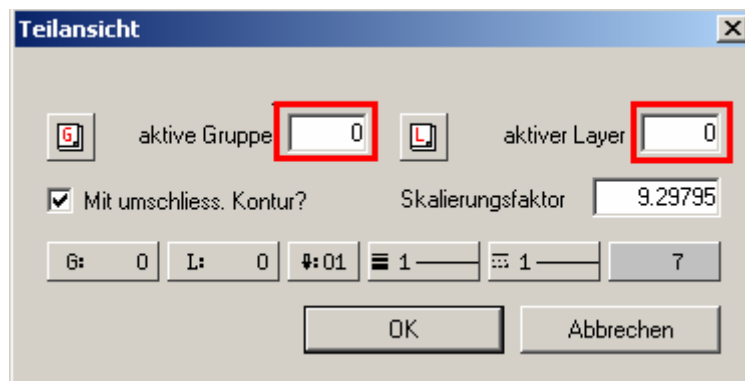 Teilansicht
G aktive Gruppe 0 L aktiver Layer 0
Mit umschliess. Kontur? Skalierungsfaktor 9.29795
G: 0 L: 0 :01 1 1 7
OK Abbrechen